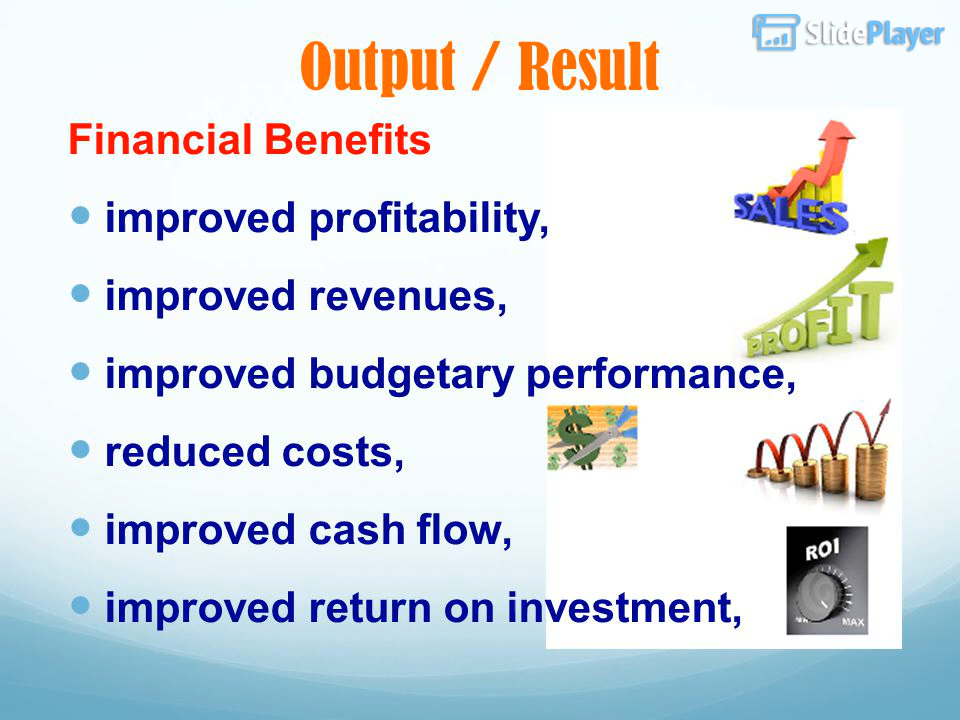 SlidePlayer
Output / Result
Financial Benefits
improved profitability,
SALES
improved revenues,
PROFIT
improved budgetary performance,
reduced costs,
improved cash flow,
ROI
improved return on investment,
MAX